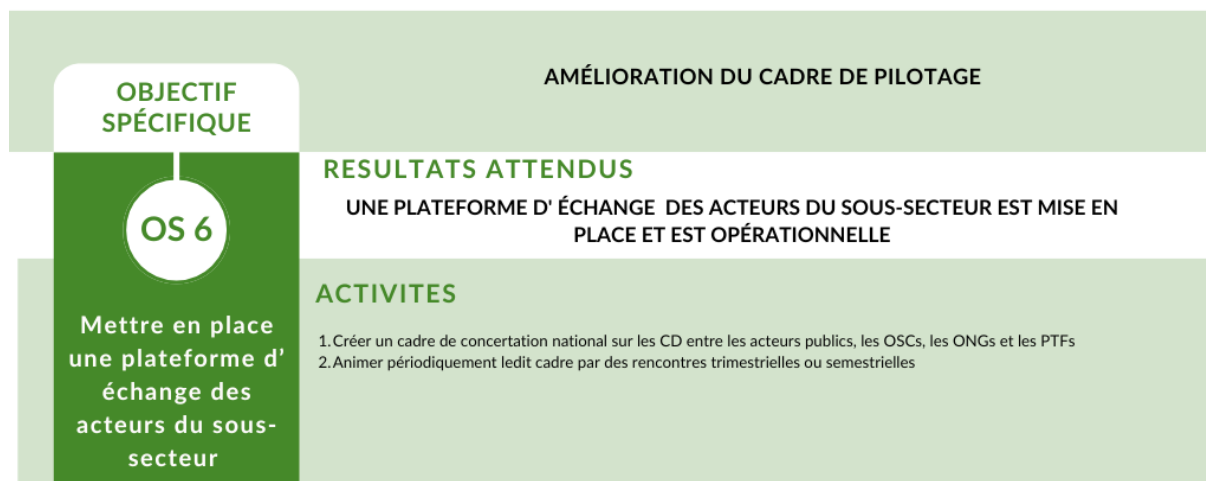 AMÉLIORATION DU CADRE DE PILOTAGE
OBJECTIF
SPÉCIFIQUE
OS 6
Mettre en place
une plateforme d’
échange des
acteurs du sous-
secteur
RESULTATS ATTENDUS
UNE PLATEFORME D' ÉCHANGE DES ACTEURS DU SOUS-SECTEUR EST MISE EN
PLACE ET EST OPÉRATIONNELLE
ACTIVITES
1. Créer un cadre de concertation national sur les CD entre les acteurs publics, les OSCs, les ONGs et les PTFs
2. Animer périodiquement ledit cadre par des rencontres trimestrielles ou semestrielles